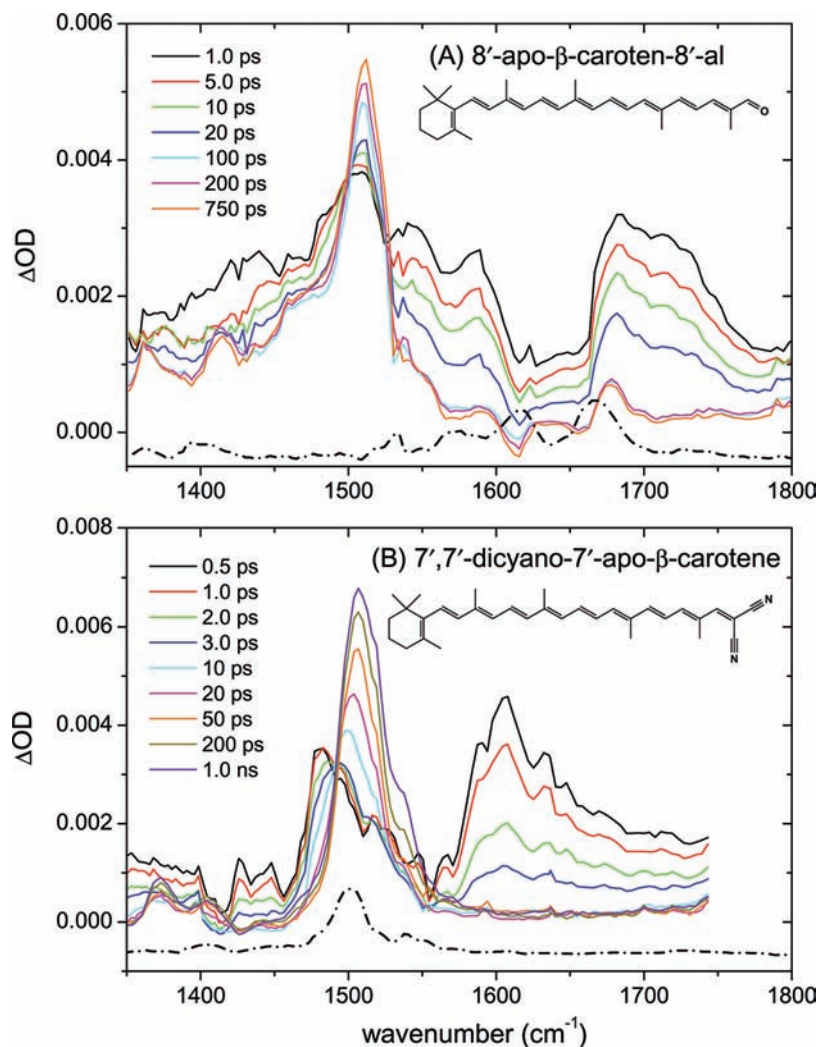 0.006
(A) 8′-apo-β-caroten-8′-al
1.0 ps
5.0 ps
10 ps
20 ps
100 ps
200 ps
750 ps
O
0.004
ΔOD
0.002
0.000
1400 1500 1600 1700 1800
0.008
(B) 7′,7′-dicyano-7′-apo-β-carotene
0.5 ps
1.0 ps
2.0 ps
3.0 ps
10 ps
20 ps
50 ps
200 ps
1.0 ns
N
N
0.006
0.004
ΔOD
0.002
0.000
1400 1500 1600 1700 1800
wavenumber (cm⁻¹)